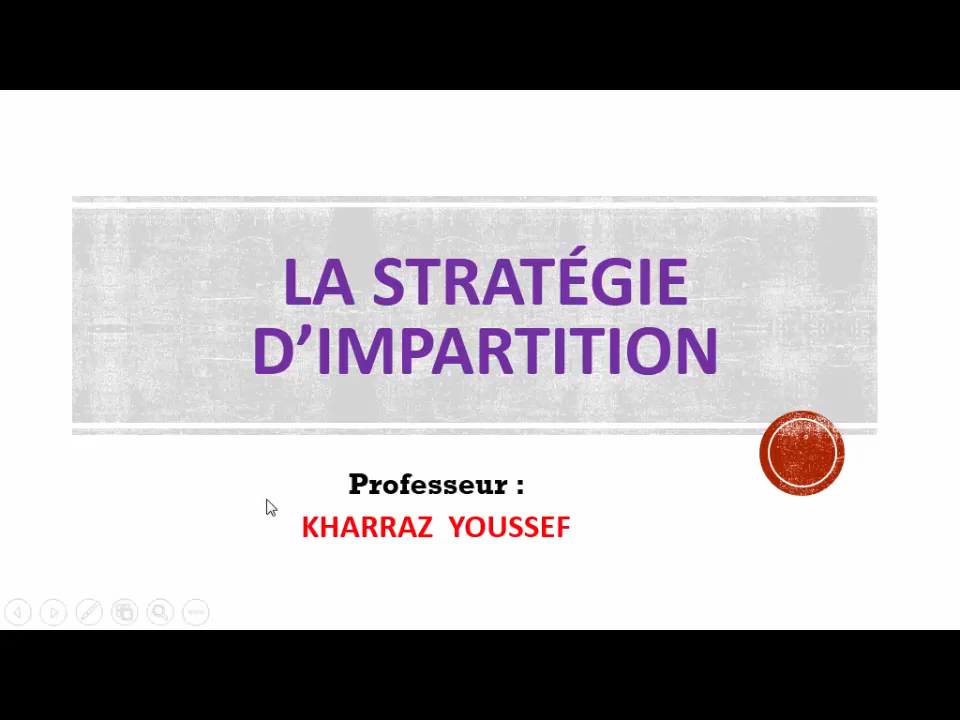 LA STRATÉGIE
D’IMPARTITION
Professeur :
KHARRAZ YOUSSEF